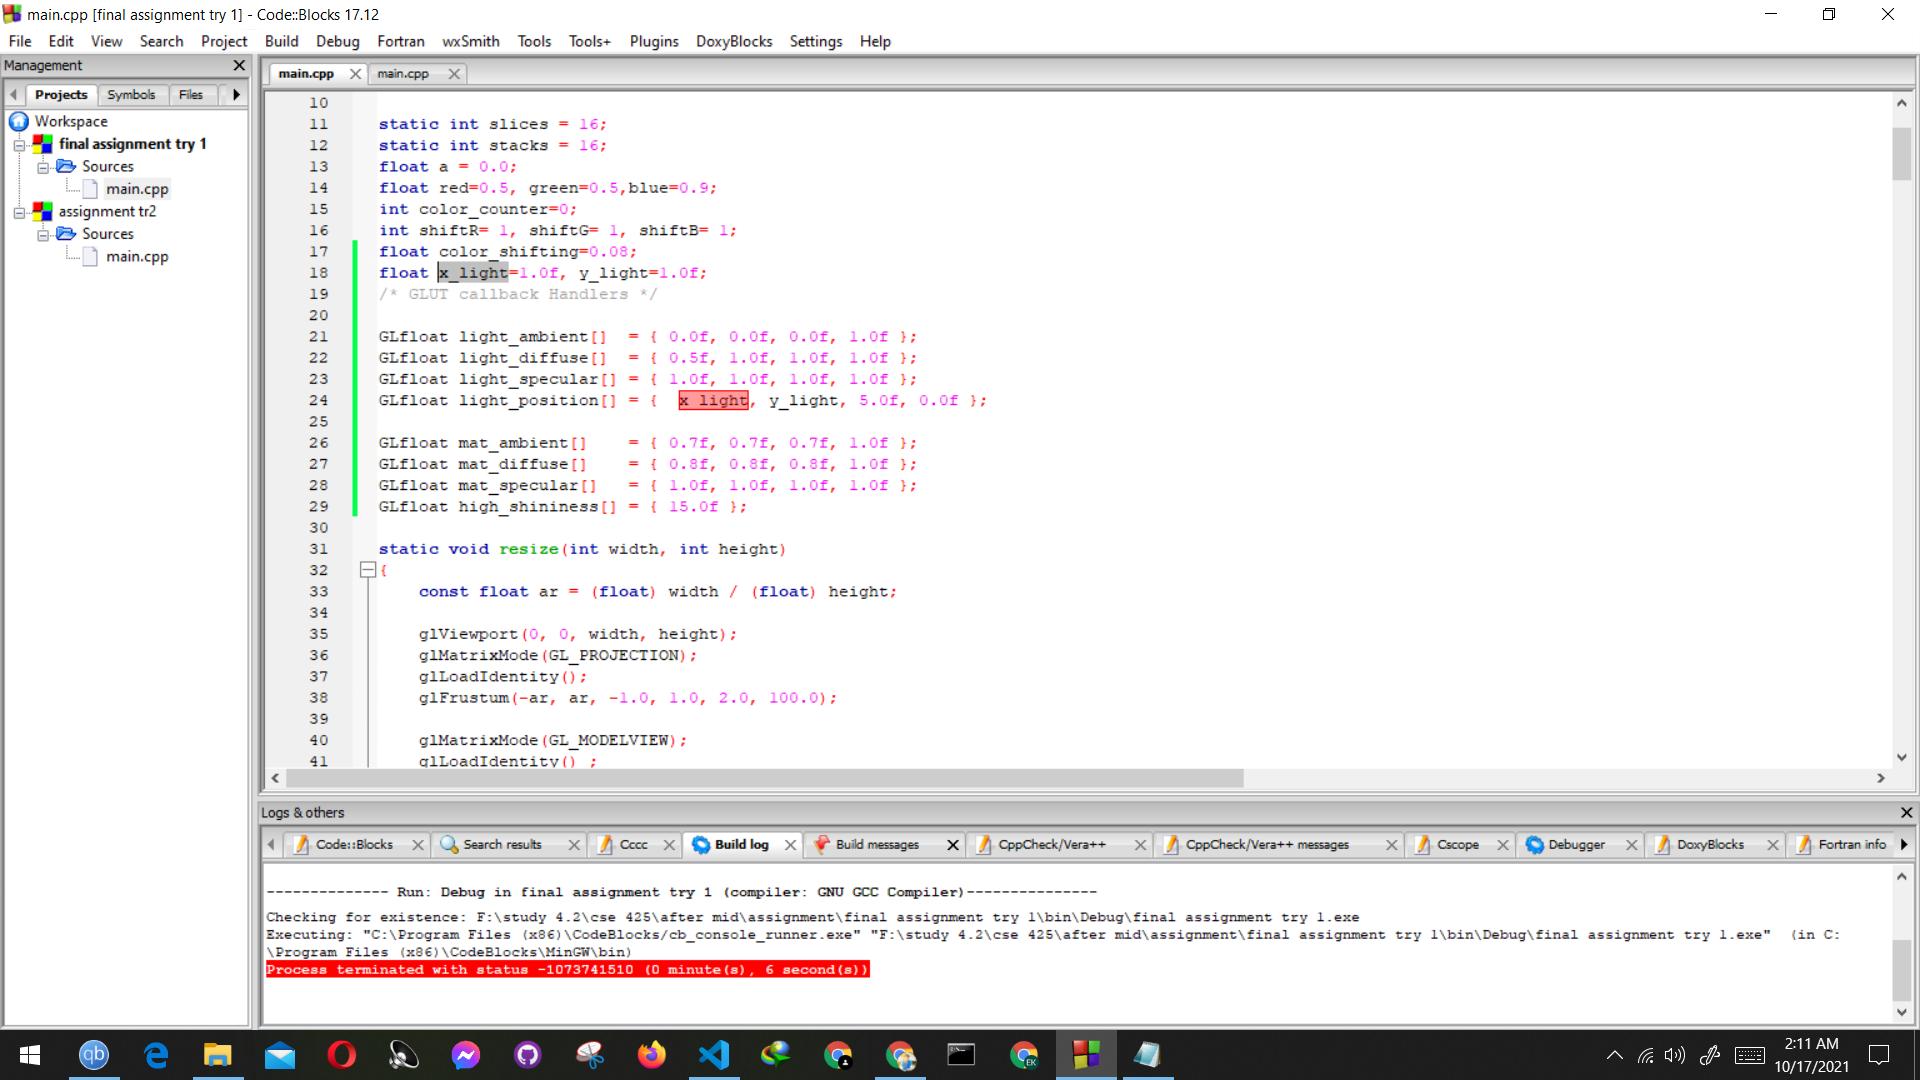 main.cpp [final assignment try 1] - Code::Blocks 17.12
File Edit View Search Project Build Debug Fortran wxSmith Tools Tools+ Plugins DoxyBlocks Settings Help
Management
Projects Symbols Files
Workspace
final assignment try 1
Sources
main.cpp
assignment tr2
Sources
main.cpp
main.cpp main.cpp
10
11 static int slices = 16;
12 static int stacks = 16;
13 float a = 0.0;
14 float red=0.5, green=0.5,blue=0.9;
15 int color_counter=0;
16 int shiftR= 1, shiftG= 1, shiftB= 1;
17 float color_shifting=0.08;
18 float x_light=1.0f, y_light=1.0f;
19 /* GLUT callback Handlers */
20
21 GLfloat light_ambient[] = { 0.0f, 0.0f, 0.0f, 1.0f };
22 GLfloat light_diffuse[] = { 0.5f, 1.0f, 1.0f, 1.0f };
23 GLfloat light_specular[] = { 1.0f, 1.0f, 1.0f, 1.0f };
24 GLfloat light_position[] = { x_light, y_light, 5.0f, 0.0f };
25
26 GLfloat mat_ambient[] = { 0.7f, 0.7f, 0.7f, 1.0f };
27 GLfloat mat_diffuse[] = { 0.8f, 0.8f, 0.8f, 1.0f };
28 GLfloat mat_specular[] = { 1.0f, 1.0f, 1.0f, 1.0f };
29 GLfloat high_shininess[] = { 15.0f };
30
31 static void resize(int width, int height)
32 {
33 const float ar = (float) width / (float) height;
34
35 glViewport(0, 0, width, height);
36 glMatrixMode(GL_PROJECTION);
37 glLoadIdentity();
38 glFrustum(-ar, ar, -1.0, 1.0, 2.0, 100.0);
39
40 glMatrixMode(GL_MODELVIEW);
41 glLoadIdentity() ;
Logs & others
Code::Blocks Search results Cccc Build log Build messages CppCheck/Vera++ CppCheck/Vera++ messages Cscope Debugger DoxyBlocks Fortran info
-------------- Run: Debug in final assignment try 1 (compiler: GNU GCC Compiler)---------------
Checking for existence: F:\study 4.2\cse 425\after mid\assignment\final assignment try 1\bin\Debug\final assignment try 1.exe
Executing: "C:\Program Files (x86)\CodeBlocks/cb_console_runner.exe" "F:\study 4.2\cse 425\after mid\assignment\final assignment try 1\bin\Debug\final assignment try 1.exe"  (in C:
\Program Files (x86)\CodeBlocks\MinGW\bin)
Process terminated with status -1073741510 (0 minute(s), 6 second(s))
qb
EK
2:11 AM
10/17/2021